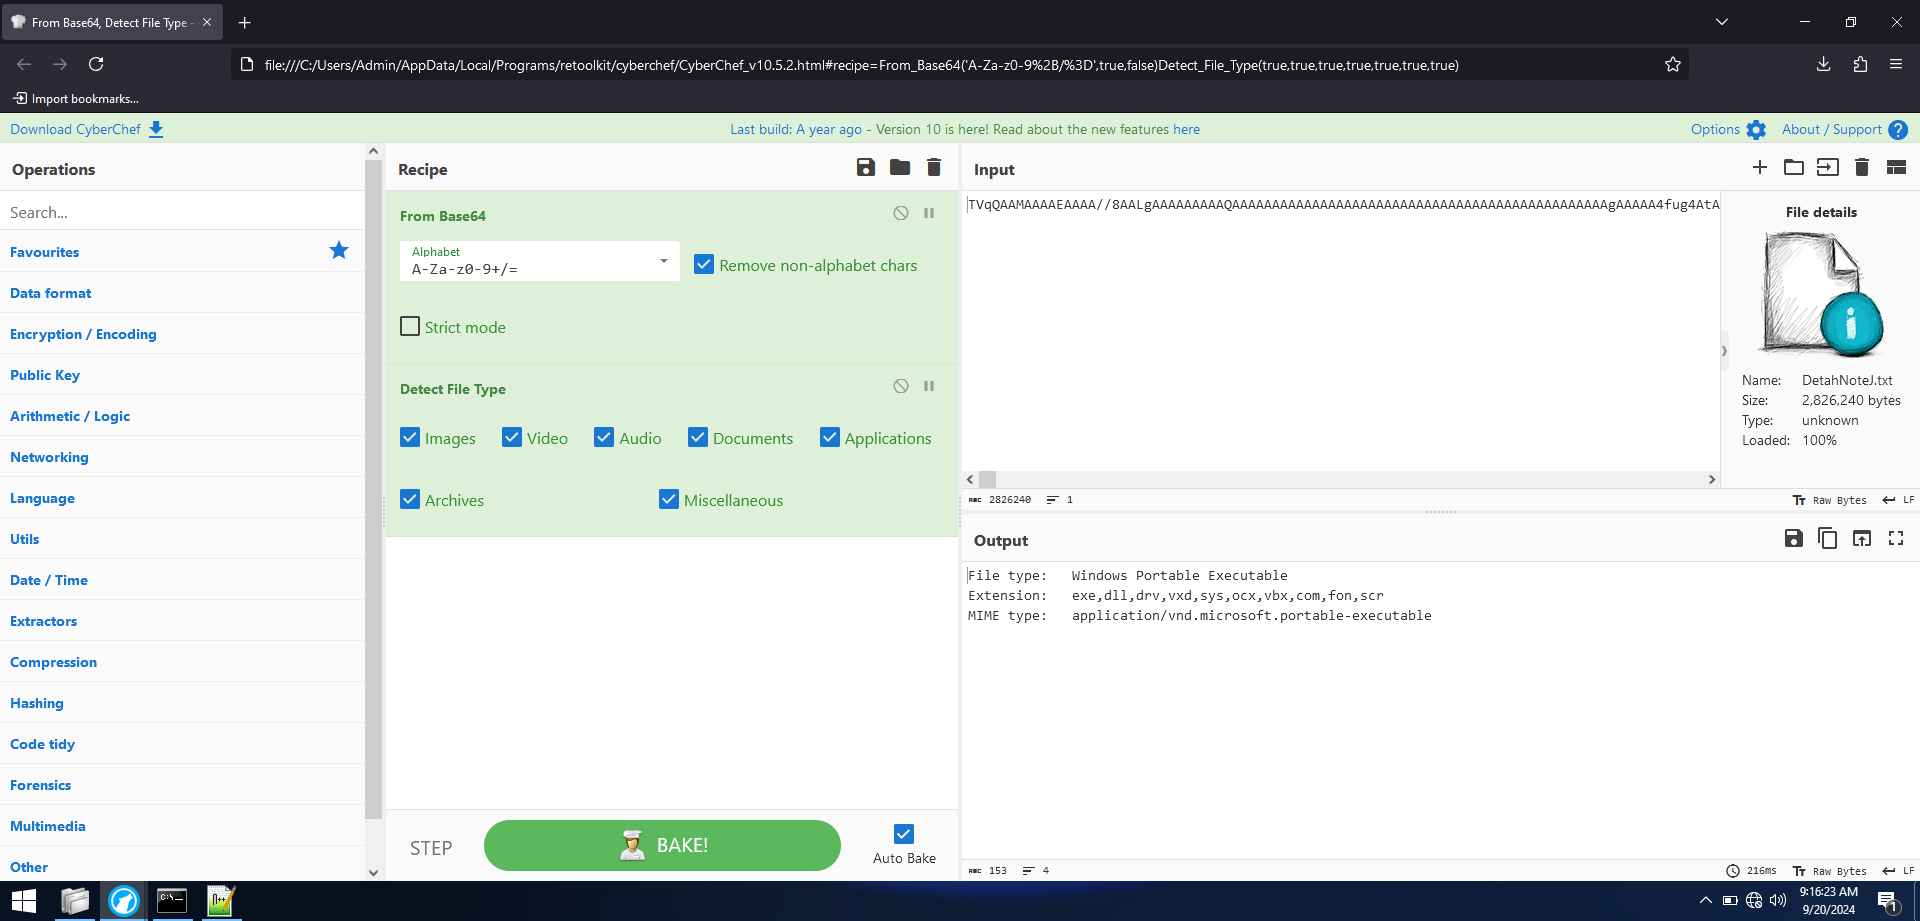 From Base64, Detect File Type -
file:///C:/Users/Admin/AppData/Local/Programs/retoolkit/cyberchef/CyberChef_v10.5.2.html#recipe=From_Base64('A-Za-z0-9%2B/%3D',true,false)Detect_File_Type(true,true,true,true,true,true,true)
Import bookmarks...
Download CyberChef
Last build: A year ago - Version 10 is here! Read about the new features here
Options
About / Support
Operations
Search...
Favourites
Data format
Encryption / Encoding
Public Key
Arithmetic / Logic
Networking
Language
Utils
Date / Time
Extractors
Compression
Hashing
Code tidy
Forensics
Multimedia
Other
Recipe
From Base64
Alphabet
A-Za-z0-9+/=
Remove non-alphabet chars
Strict mode
Detect File Type
Images
Video
Audio
Documents
Applications
Archives
Miscellaneous
STEP
BAKE!
Auto Bake
Input
File details
Name: DetahNoteJ.txt
Size: 2,826,240 bytes
Type: unknown
Loaded: 100%
ABC 2826240
1
Raw Bytes
LF
Output
File type: Windows Portable Executable
Extension: exe,dll,drv,vxd,sys,ocx,vbx,com,fon,scr
MIME type: application/vnd.microsoft.portable-executable
ABC 153
4
216ms
Raw Bytes
LF
9:16:23 AM
9/20/2024
1